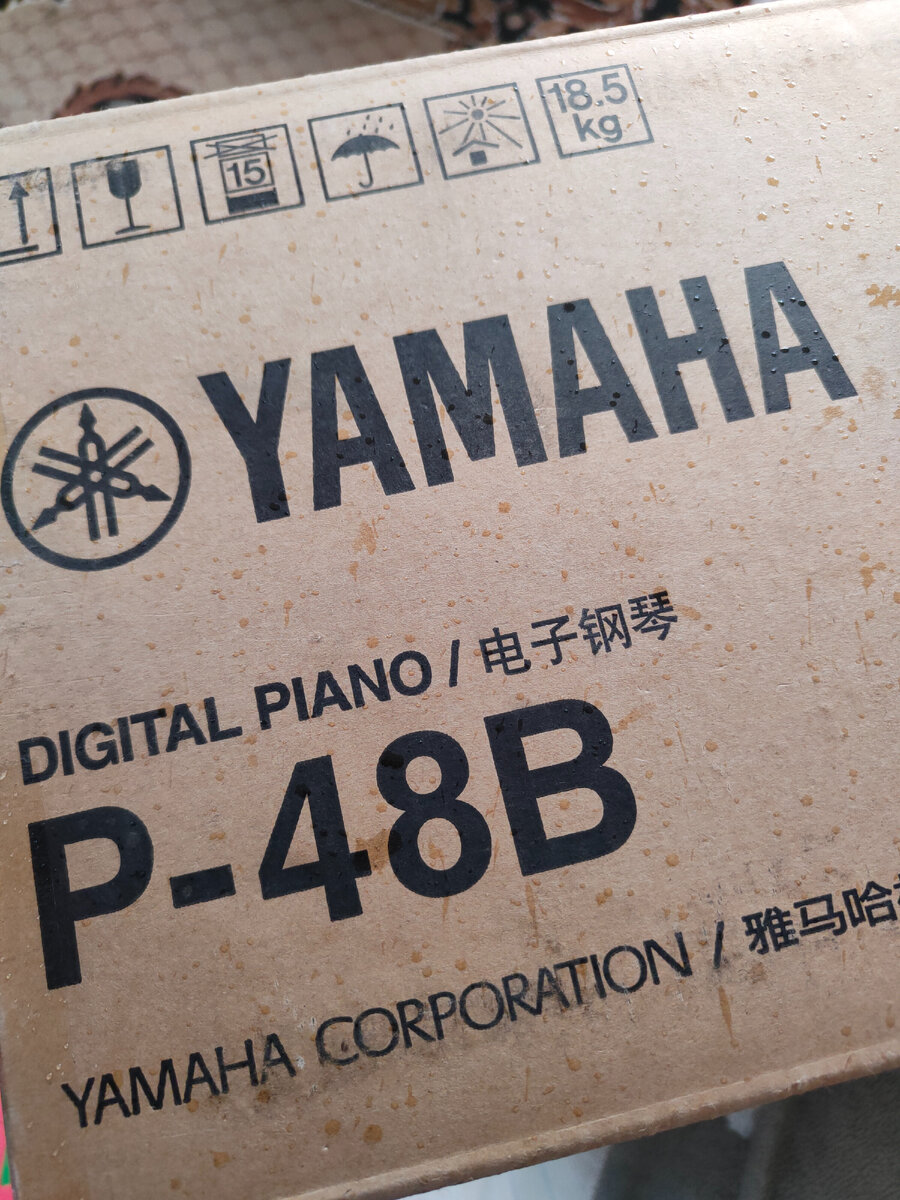 15
18.5
kg
YAMAHA
DIGITAL PIANO / 电子钢琴
P-48B
YAMAHA CORPORATION / 雅马哈